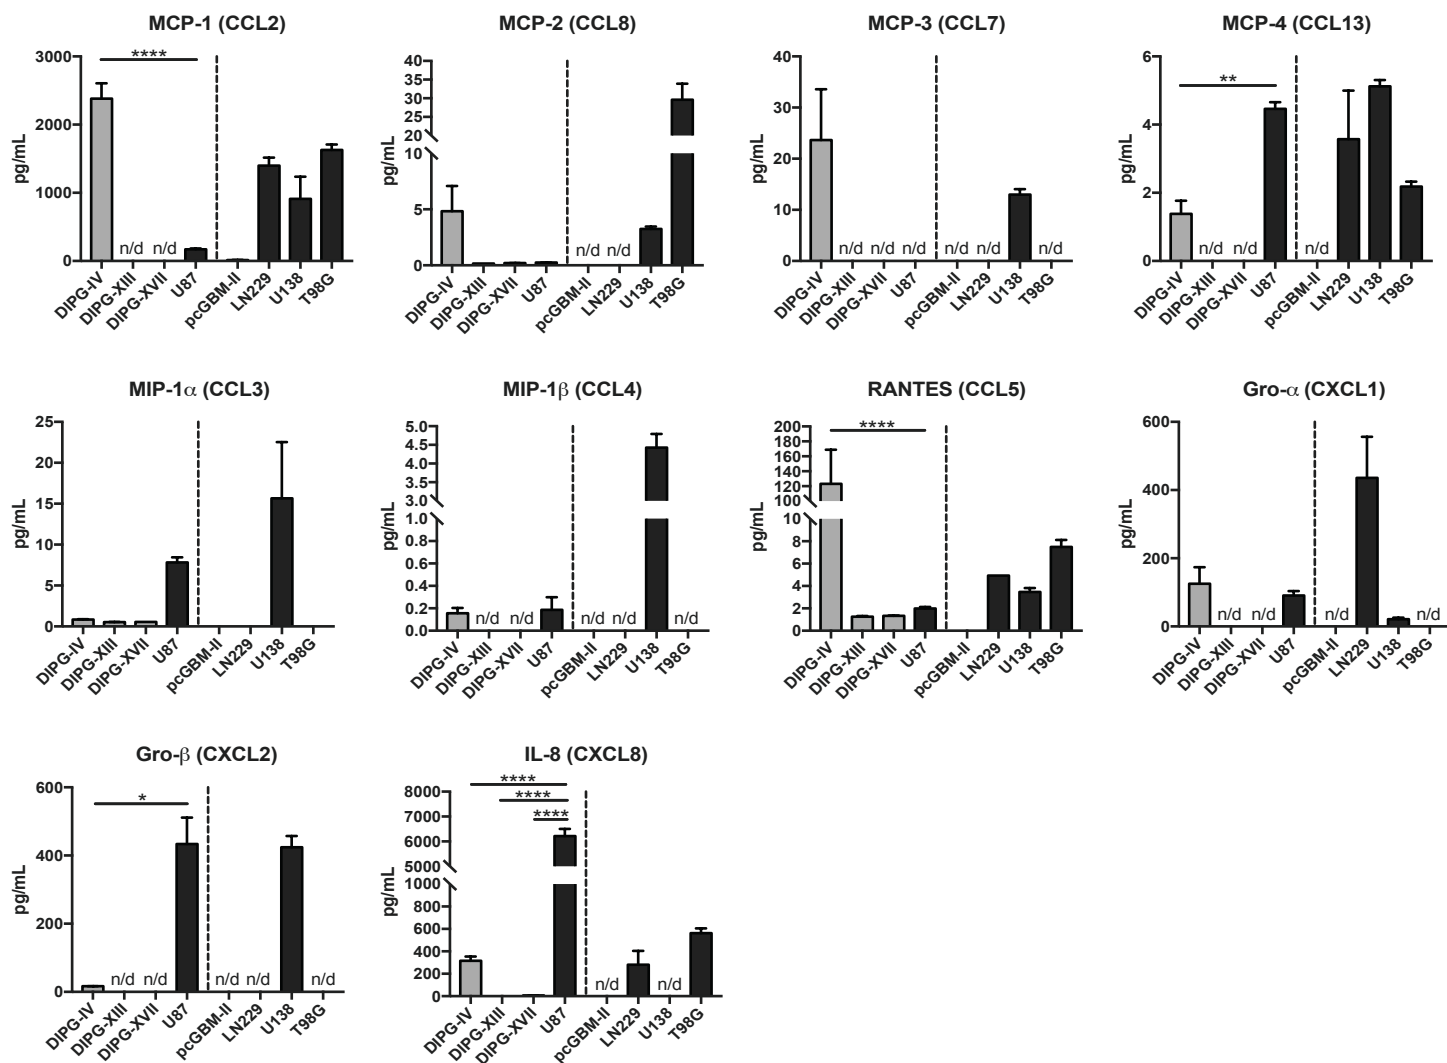 MCP-1 (CCL2)
pg/mL
3000
2000
1000
0
****
n/d
n/d
DIPG-IV
DIPG-XIII
DIPG-XVII
U87
pcGBM-II
LN229
U138
T98G
MCP-2 (CCL8)
pg/mL
40
35
30
25
20
10
5
0
n/d
n/d
DIPG-IV
DIPG-XIII
DIPG-XVII
U87
pcGBM-II
LN229
U138
T98G
MCP-3 (CCL7)
pg/mL
40
30
20
10
0
n/d
n/d
n/d
n/d
n/d
n/d
DIPG-IV
DIPG-XIII
DIPG-XVII
U87
pcGBM-II
LN229
U138
T98G
MCP-4 (CCL13)
pg/mL
6
4
2
0
**
n/d
n/d
n/d
DIPG-IV
DIPG-XIII
DIPG-XVII
U87
pcGBM-II
LN229
U138
T98G
MIP-1α (CCL3)
pg/mL
25
20
15
10
5
0
DIPG-IV
DIPG-XIII
DIPG-XVII
U87
pcGBM-II
LN229
U138
T98G
MIP-1β (CCL4)
pg/mL
5.0
4.5
4.0
3.5
3.0
1.0
0.8
0.6
0.4
0.2
0.0
n/d
n/d
n/d
n/d
n/d
DIPG-IV
DIPG-XIII
DIPG-XVII
U87
pcGBM-II
LN229
U138
T98G
RANTES (CCL5)
pg/mL
200
180
160
140
120
100
10
8
6
4
2
0
****
DIPG-IV
DIPG-XIII
DIPG-XVII
U87
pcGBM-II
LN229
U138
T98G
Gro-α (CXCL1)
pg/mL
600
400
200
0
n/d
n/d
n/d
n/d
DIPG-IV
DIPG-XIII
DIPG-XVII
U87
pcGBM-II
LN229
U138
T98G
Gro-β (CXCL2)
pg/mL
600
400
200
0
*
n/d
n/d
n/d
n/d
n/d
DIPG-IV
DIPG-XIII
DIPG-XVII
U87
pcGBM-II
LN229
U138
T98G
IL-8 (CXCL8)
pg/mL
8000
7000
6000
5000
1000
800
600
400
200
0
****
****
****
n/d
n/d
DIPG-IV
DIPG-XIII
DIPG-XVII
U87
pcGBM-II
LN229
U138
T98G